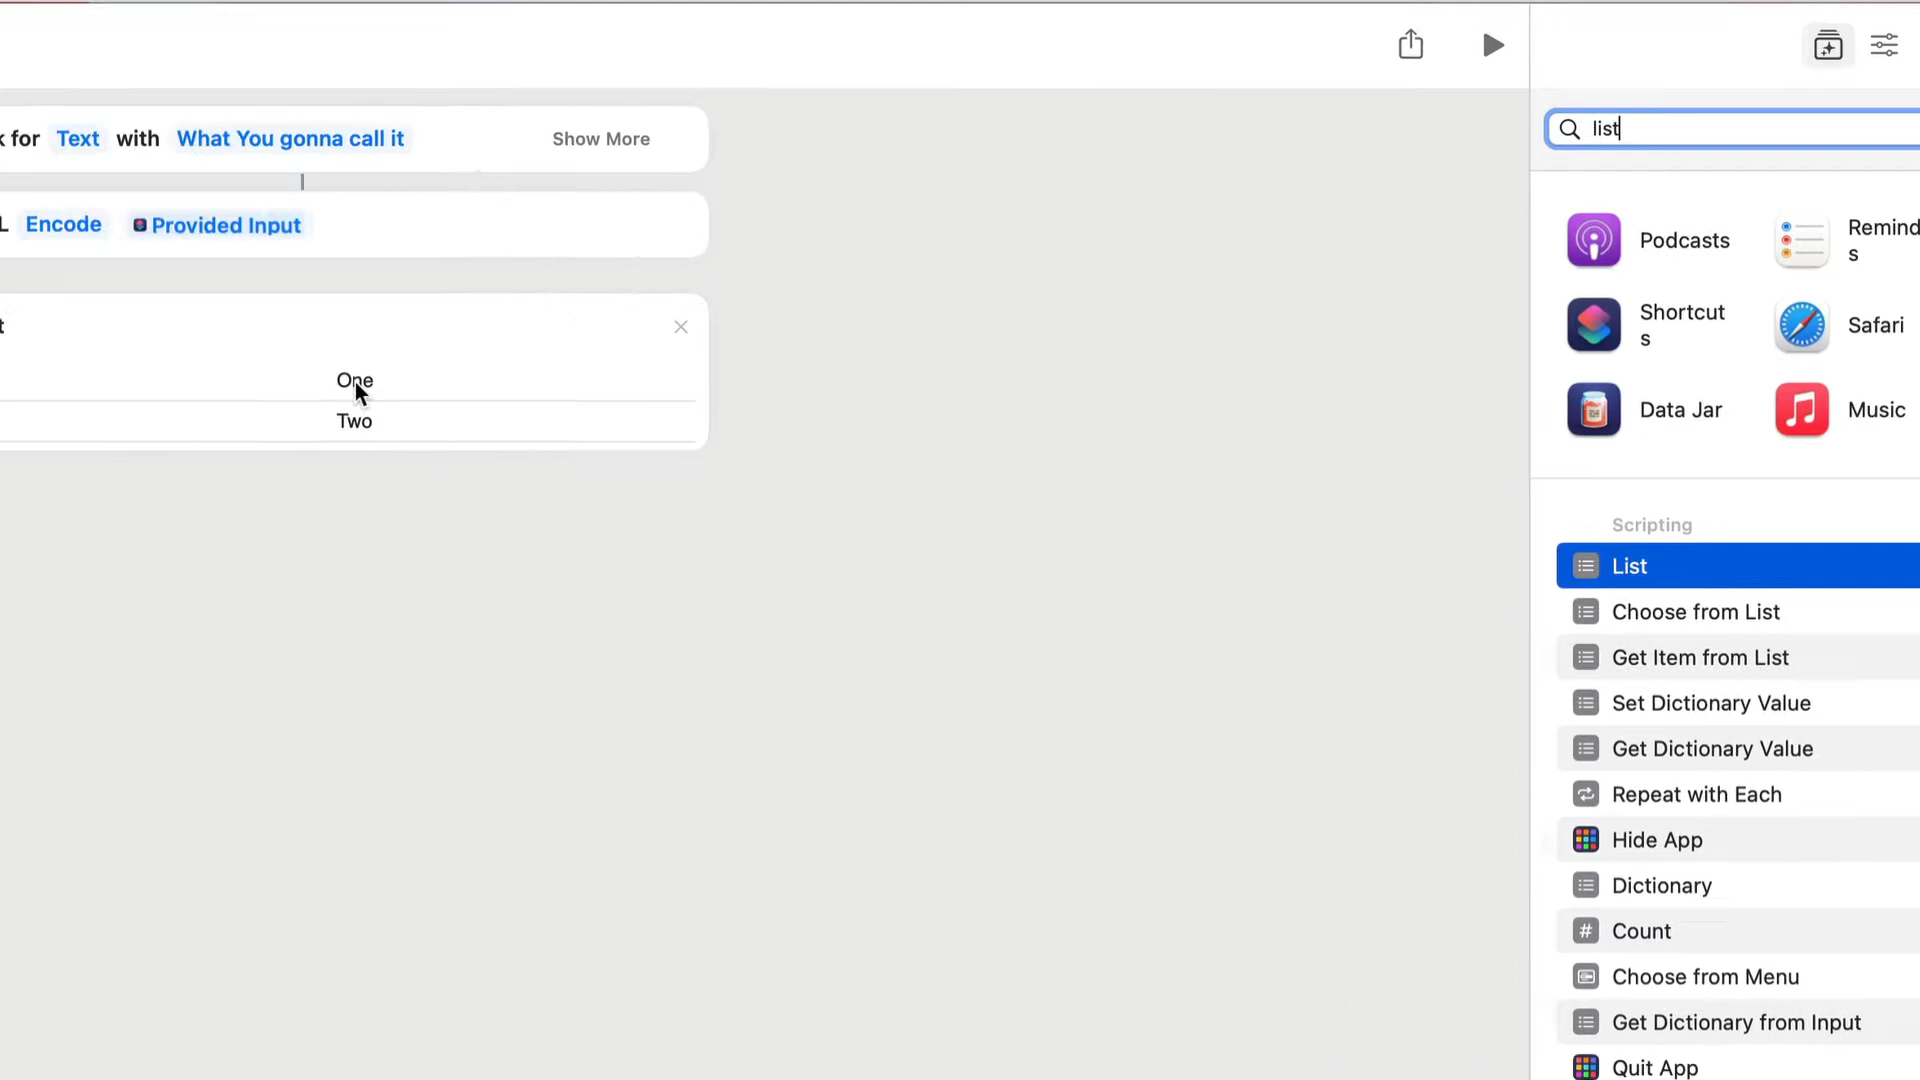 k for Text with What You gonna call it Show More
L Encode Provided Input
t
One
Two
list
Podcasts
Remind
s
Shortcut
s
Safari
Data Jar
Music
Scripting
List
Choose from List
Get Item from List
Set Dictionary Value
Get Dictionary Value
Repeat with Each
Hide App
Dictionary
Count
Choose from Menu
Get Dictionary from Input
Quit App